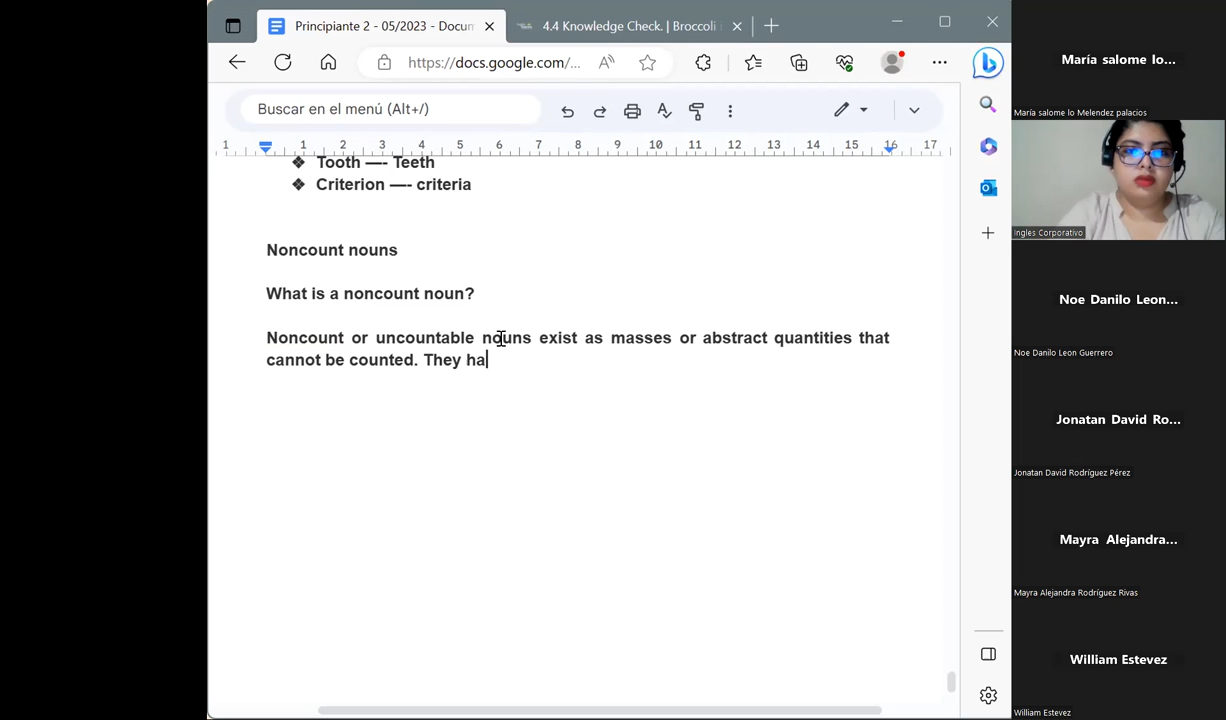 Principiante 2 - 05/2023 - Docum
4.4 Knowledge Check. | Broccoli i
https://docs.google.com/...
Buscar en el menú (Alt+/)
1 1 2 3 4 5 6 7 8 9 10 11 12 13 14 15 16 17
❖ Tooth —- Teeth
❖ Criterion —- criteria
Noncount nouns
What is a noncount noun?
Noncount or uncountable nouns exist as masses or abstract quantities that
cannot be counted. They ha
María salome lo...
María salome lo Melendez palacios
Ingles Corporativo
Noe Danilo Leon...
Noe Danilo Leon Guerrero
Jonatan David Ro...
Jonatan David Rodríguez Pérez
Mayra Alejandra...
Mayra Alejandra Rodríguez Rivas
William Estevez
William Estevez